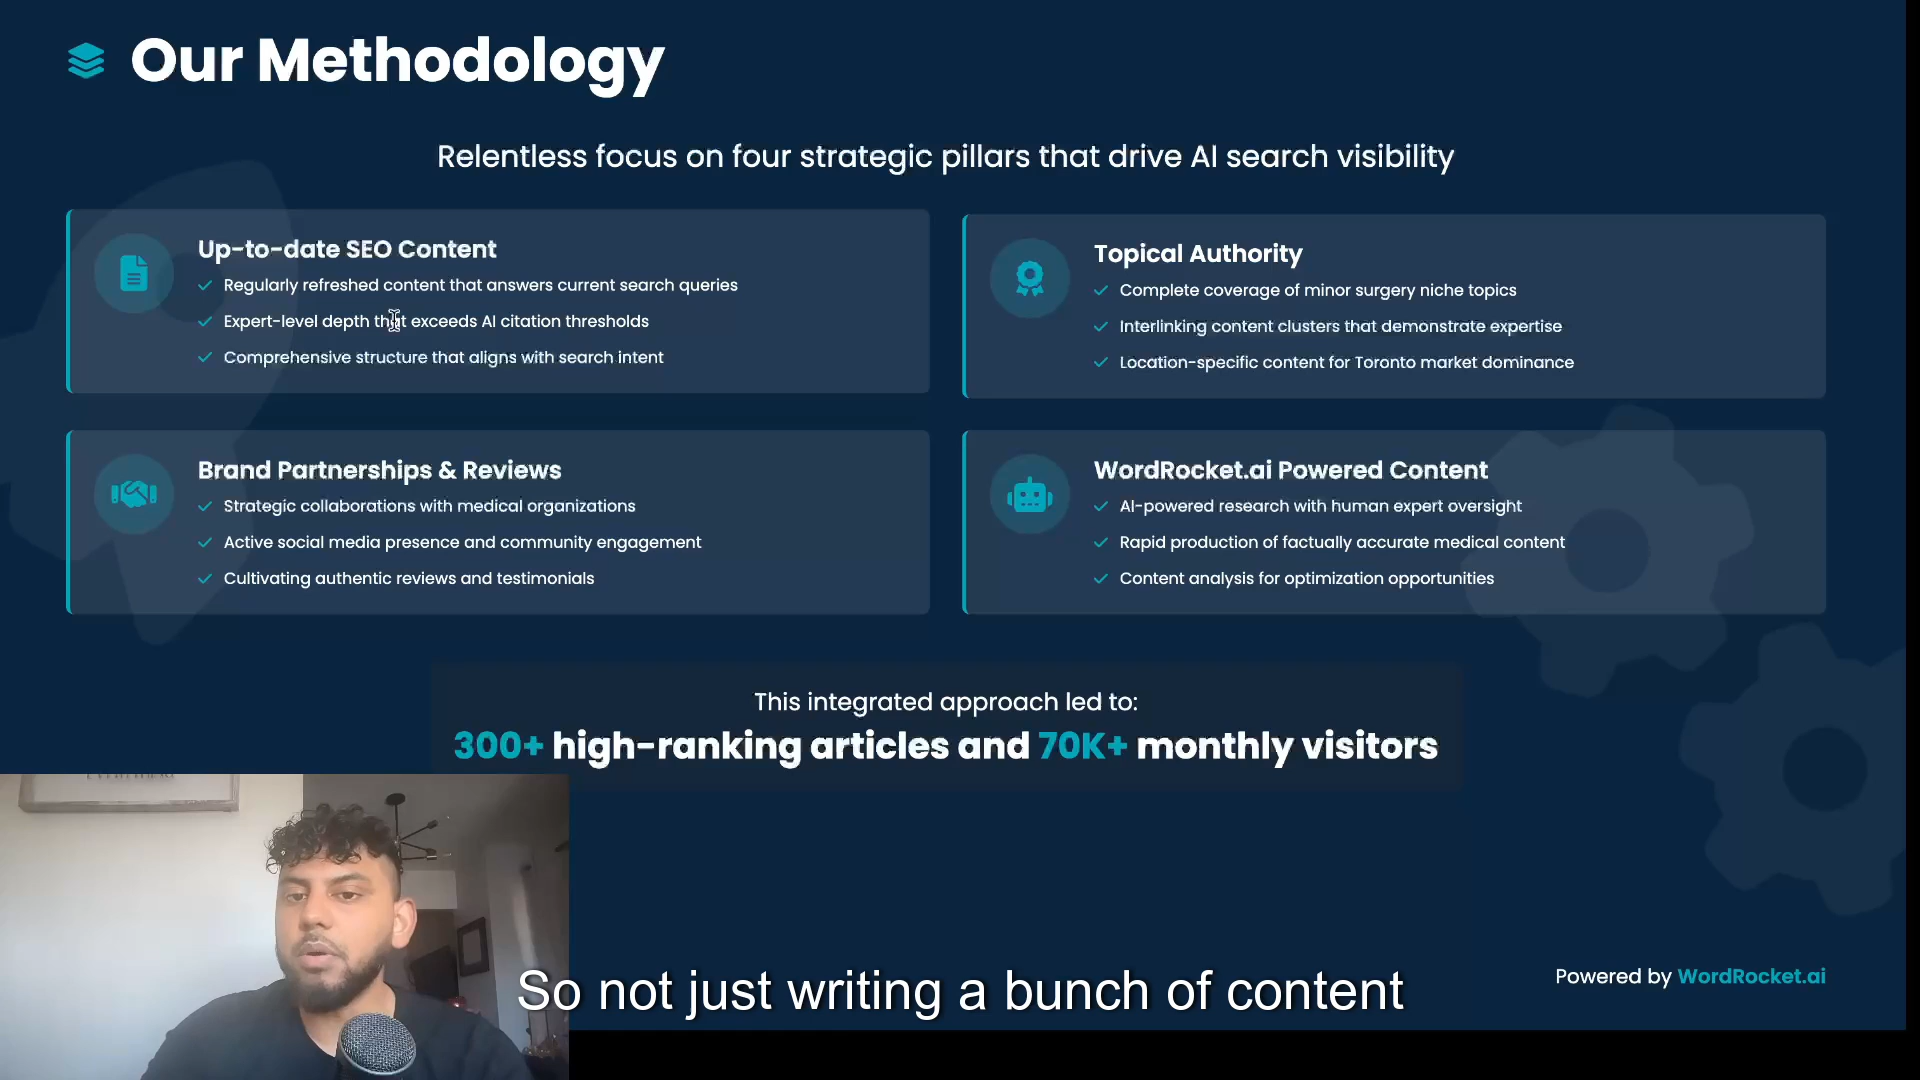 Our Methodology
Relentless focus on four strategic pillars that drive AI search visibility
Up-to-date SEO Content
Regularly refreshed content that answers current search queries
Expert-level depth that exceeds AI citation thresholds
Comprehensive structure that aligns with search intent
Topical Authority
Complete coverage of minor surgery niche topics
Interlinking content clusters that demonstrate expertise
Location-specific content for Toronto market dominance
Brand Partnerships & Reviews
Strategic collaborations with medical organizations
Active social media presence and community engagement
Cultivating authentic reviews and testimonials
WordRocket.ai Powered Content
AI-powered research with human expert oversight
Rapid production of factually accurate medical content
Content analysis for optimization opportunities
This integrated approach led to:
300+ high-ranking articles and 70K+ monthly visitors
So not just writing a bunch of content
Powered by WordRocket.ai